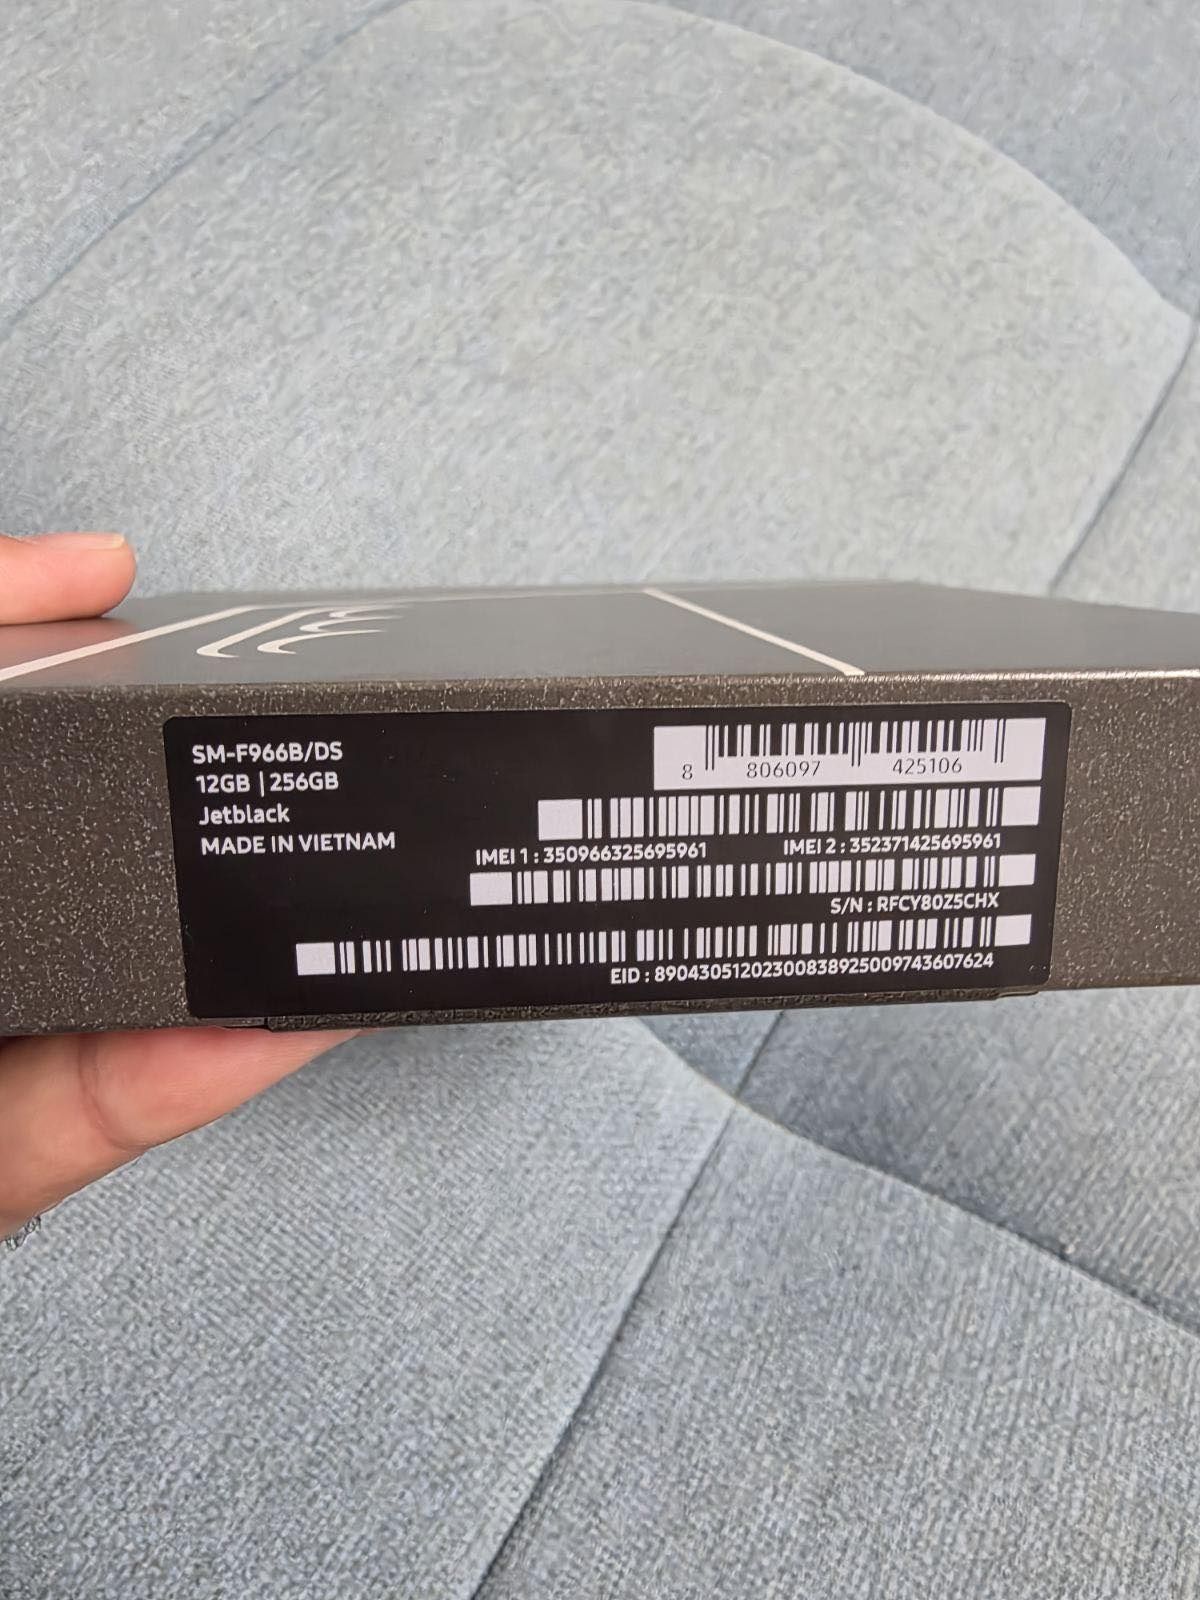 SM-F966B/DS
12GB | 256GB
Jetblack
MADE IN VIETNAM
8 806097 425106
IMEI 1 : 350966325695961 IMEI 2 : 352371425695961
S/N : RFCY80Z5CHX
EID : 89043051202300838925009743607624